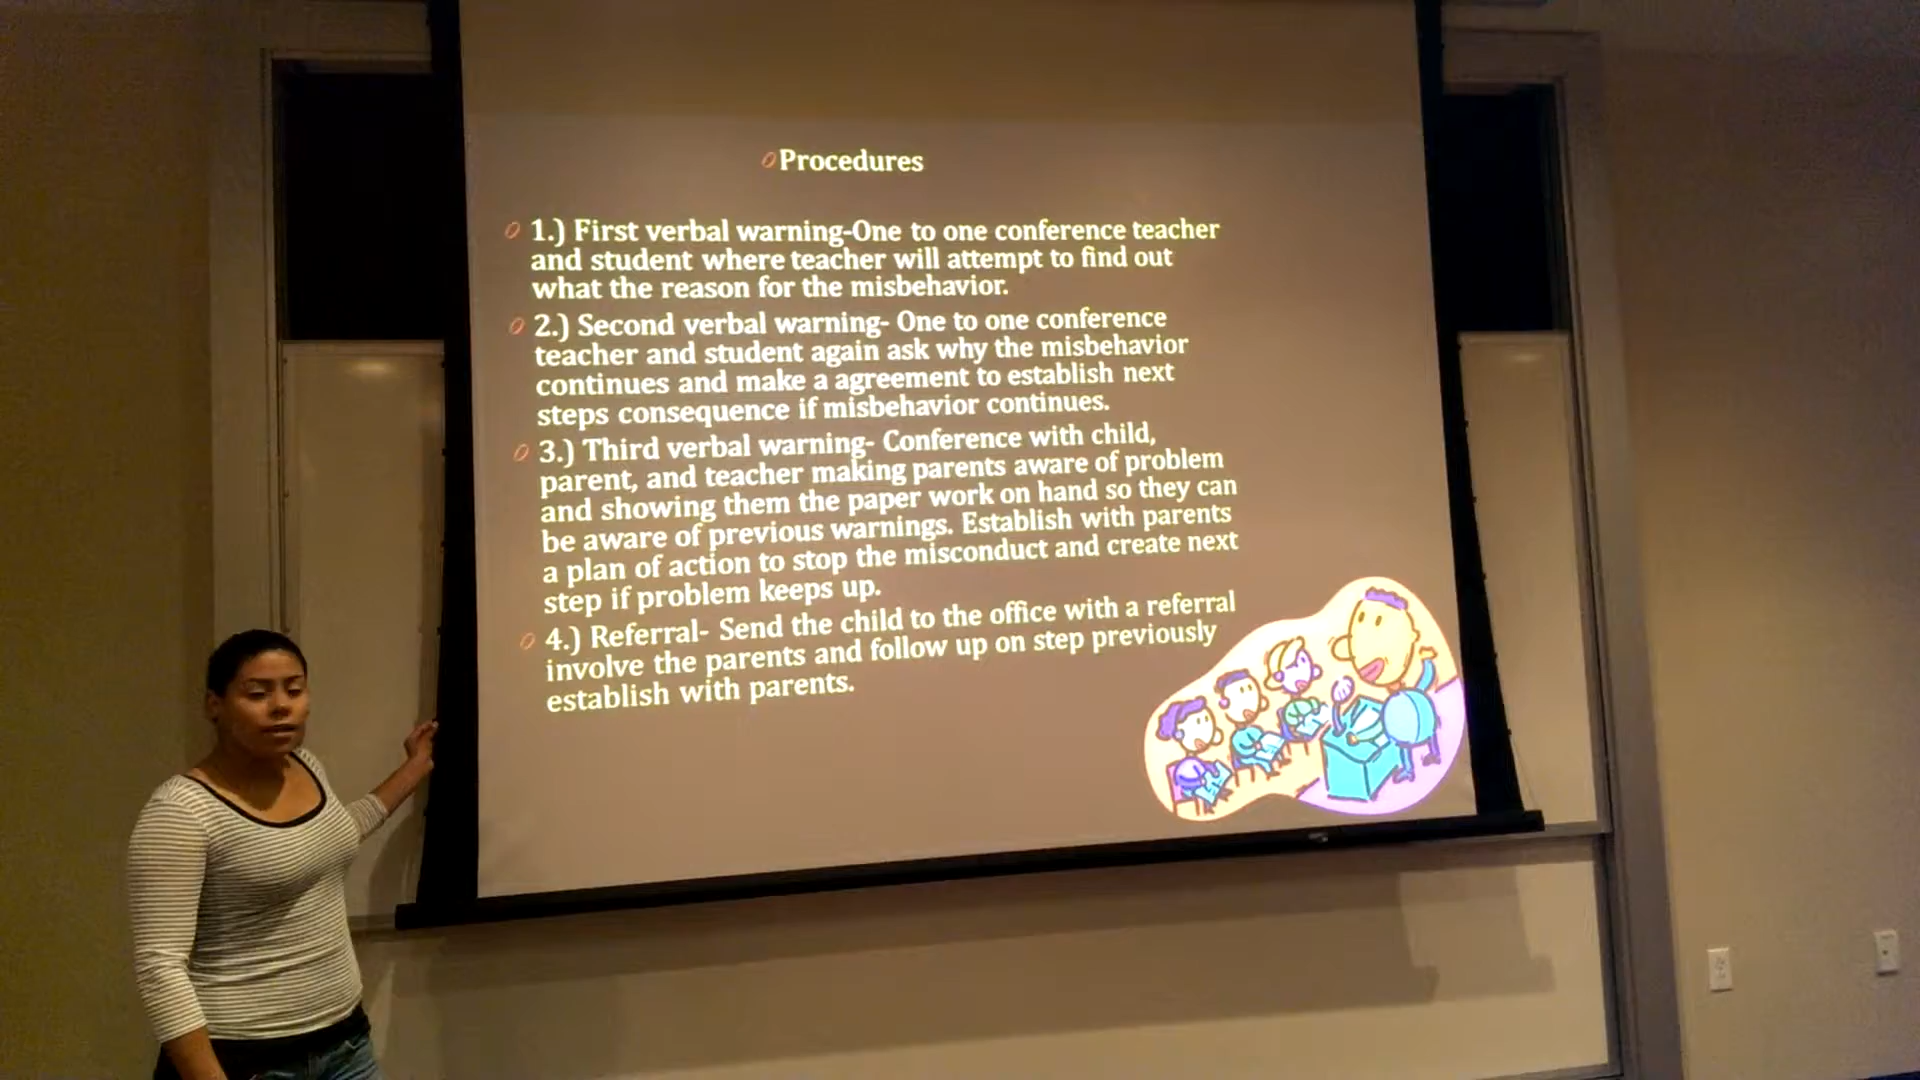 Procedures
1.) First verbal warning-One to one conference teacher
and student where teacher will attempt to find out
what the reason for the misbehavior.
2.) Second verbal warning- One to one conference
teacher and student again ask why the misbehavior
continues and make a agreement to establish next
steps consequence if misbehavior continues.
3.) Third verbal warning- Conference with child,
parent, and teacher making parents aware of problem
and showing them the paper work on hand so they can
be aware of previous warnings. Establish with parents
a plan of action to stop the misconduct and create next
step if problem keeps up.
4.) Referral- Send the child to the office with a referral
involve the parents and follow up on step previously
establish with parents.